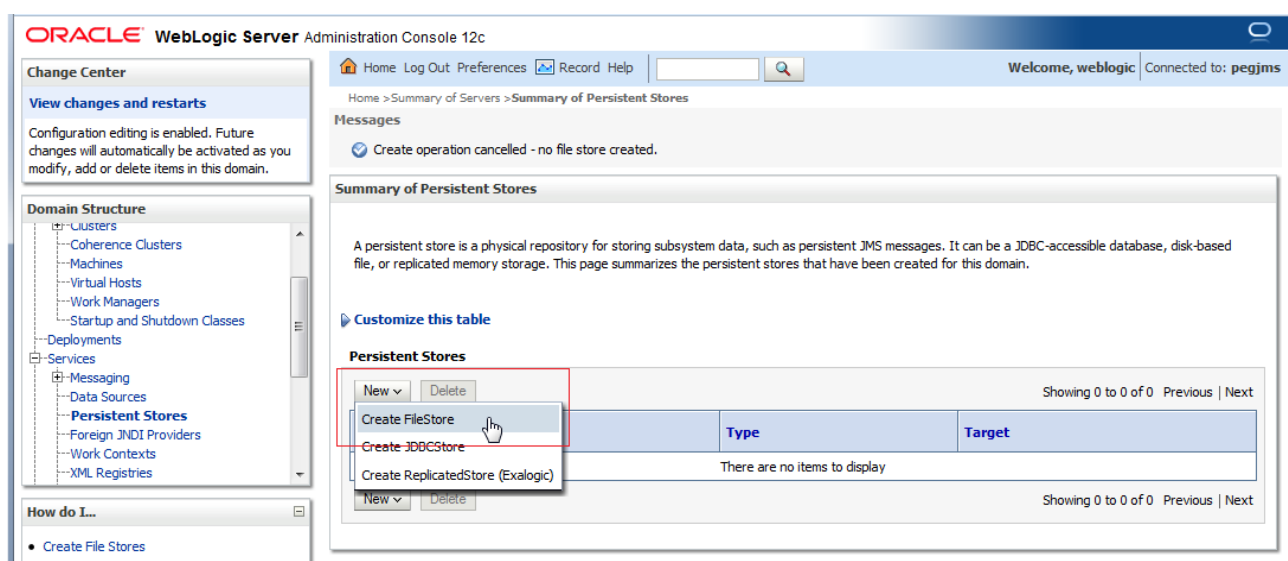 ORACLE WebLogic Server Administration Console 12c
Change Center
View changes and restarts
Configuration editing is enabled. Future
changes will automatically be activated as you
modify, add or delete items in this domain.
Domain Structure
Clusters
Coherence Clusters
Machines
Virtual Hosts
Work Managers
Startup and Shutdown Classes
Deployments
Services
Messaging
Data Sources
Persistent Stores
Foreign JNDI Providers
Work Contexts
XML Registries
How do I...
Create File Stores
Home Log Out Preferences Record Help
Welcome, weblogic Connected to: pegjms
Home >Summary of Servers >Summary of Persistent Stores
Messages
Create operation cancelled - no file store created.
Summary of Persistent Stores
A persistent store is a physical repository for storing subsystem data, such as persistent JMS messages. It can be a JDBC-accessible database, disk-based
file, or replicated memory storage. This page summarizes the persistent stores that have been created for this domain.
Customize this table
Persistent Stores
New Delete
Showing 0 to 0 of 0 Previous | Next
Create FileStore
Create JDBCStore
Create ReplicatedStore (Exalogic)
Type Target
There are no items to display
New Delete
Showing 0 to 0 of 0 Previous | Next